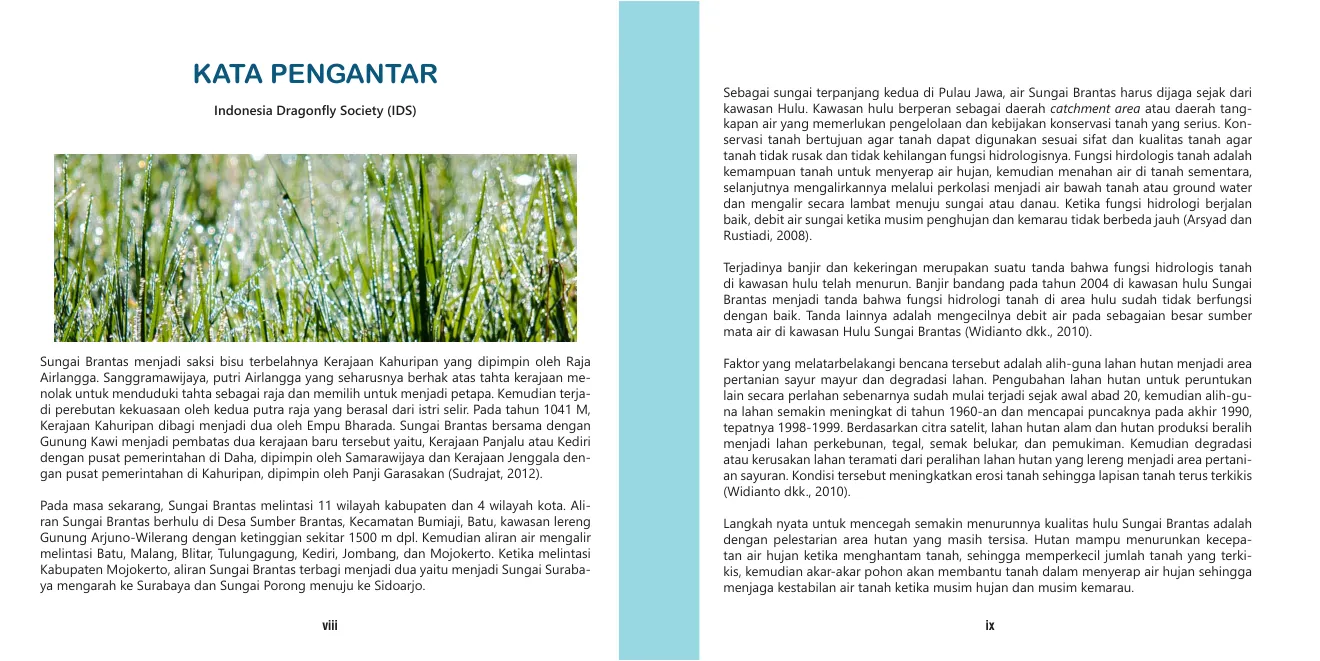 KATA PENGANTAR
Indonesia Dragonfly Society (IDS)
Sungai Brantas menjadi saksi bisu terbelahnya Kerajaan Kahuripan yang dipimpin oleh Raja
Airlangga. Sanggramawijaya, putri Airlangga yang seharusnya berhak atas tahta kerajaan me-
nolak untuk menduduki tahta sebagai raja dan memilih untuk menjadi petapa. Kemudian terja-
di perebutan kekuasaan oleh kedua putra raja yang berasal dari istri selir. Pada tahun 1041 M,
Kerajaan Kahuripan dibagi menjadi dua oleh Empu Bharada. Sungai Brantas bersama dengan
Gunung Kawi menjadi pembatas dua kerajaan baru tersebut yaitu, Kerajaan Panjalu atau Kediri
dengan pusat pemerintahan di Daha, dipimpin oleh Samarawijaya dan Kerajaan Jenggala den-
gan pusat pemerintahan di Kahuripan, dipimpin oleh Panji Garasakan (Sudrajat, 2012).
Pada masa sekarang, Sungai Brantas melintasi 11 wilayah kabupaten dan 4 wilayah kota. Ali-
ran Sungai Brantas berhulu di Desa Sumber Brantas, Kecamatan Bumiaji, Batu, kawasan lereng
Gunung Arjuno-Wilerang dengan ketinggian sekitar 1500 m dpl. Kemudian aliran air mengalir
melintasi Batu, Malang, Blitar, Tulungagung, Kediri, Jombang, dan Mojokerto. Ketika melintasi
Kabupaten Mojokerto, aliran Sungai Brantas terbagi menjadi dua yaitu menjadi Sungai Suraba-
ya mengarah ke Surabaya dan Sungai Porong menuju ke Sidoarjo.
viii
Sebagai sungai terpanjang kedua di Pulau Jawa, air Sungai Brantas harus dijaga sejak dari
kawasan Hulu. Kawasan hulu berperan sebagai daerah catchment area atau daerah tang-
kapan air yang memerlukan pengelolaan dan kebijakan konservasi tanah yang serius. Kon-
servasi tanah bertujuan agar tanah dapat digunakan sesuai sifat dan kualitas tanah agar
tanah tidak rusak dan tidak kehilangan fungsi hidrologisnya. Fungsi hirdologis tanah adalah
kemampuan tanah untuk menyerap air hujan, kemudian menahan air di tanah sementara,
selanjutnya mengalirkannya melalui perkolasi menjadi air bawah tanah atau ground water
dan mengalir secara lambat menuju sungai atau danau. Ketika fungsi hidrologi berjalan
baik, debit air sungai ketika musim penghujan dan kemarau tidak berbeda jauh (Arsyad dan
Rustiadi, 2008).
Terjadinya banjir dan kekeringan merupakan suatu tanda bahwa fungsi hidrologis tanah
di kawasan hulu telah menurun. Banjir bandang pada tahun 2004 di kawasan hulu Sungai
Brantas menjadi tanda bahwa fungsi hidrologi tanah di area hulu sudah tidak berfungsi
dengan baik. Tanda lainnya adalah mengecilnya debit air pada sebagaian besar sumber
mata air di kawasan Hulu Sungai Brantas (Widianto dkk., 2010).
Faktor yang melatarbelakangi bencana tersebut adalah alih-guna lahan hutan menjadi area
pertanian sayur mayur dan degradasi lahan. Pengubahan lahan hutan untuk peruntukan
lain secara perlahan sebenarnya sudah mulai terjadi sejak awal abad 20, kemudian alih-gu-
na lahan semakin meningkat di tahun 1960-an dan mencapai puncaknya pada akhir 1990,
tepatnya 1998-1999. Berdasarkan citra satelit, lahan hutan alam dan hutan produksi beralih
menjadi lahan perkebunan, tegal, semak belukar, dan pemukiman. Kemudian degradasi
atau kerusakan lahan teramati dari peralihan lahan hutan yang lereng menjadi area pertani-
an sayuran. Kondisi tersebut meningkatkan erosi tanah sehingga lapisan tanah terus terkikis
(Widianto dkk., 2010).
Langkah nyata untuk mencegah semakin menurunnya kualitas hulu Sungai Brantas adalah
dengan pelestarian area hutan yang masih tersisa. Hutan mampu menurunkan kecepa-
tan air hujan ketika menghantam tanah, sehingga memperkecil jumlah tanah yang terki-
kis, kemudian akar-akar pohon akan membantu tanah dalam menyerap air hujan sehingga
menjaga kestabilan air tanah ketika musim hujan dan musim kemarau.
ix